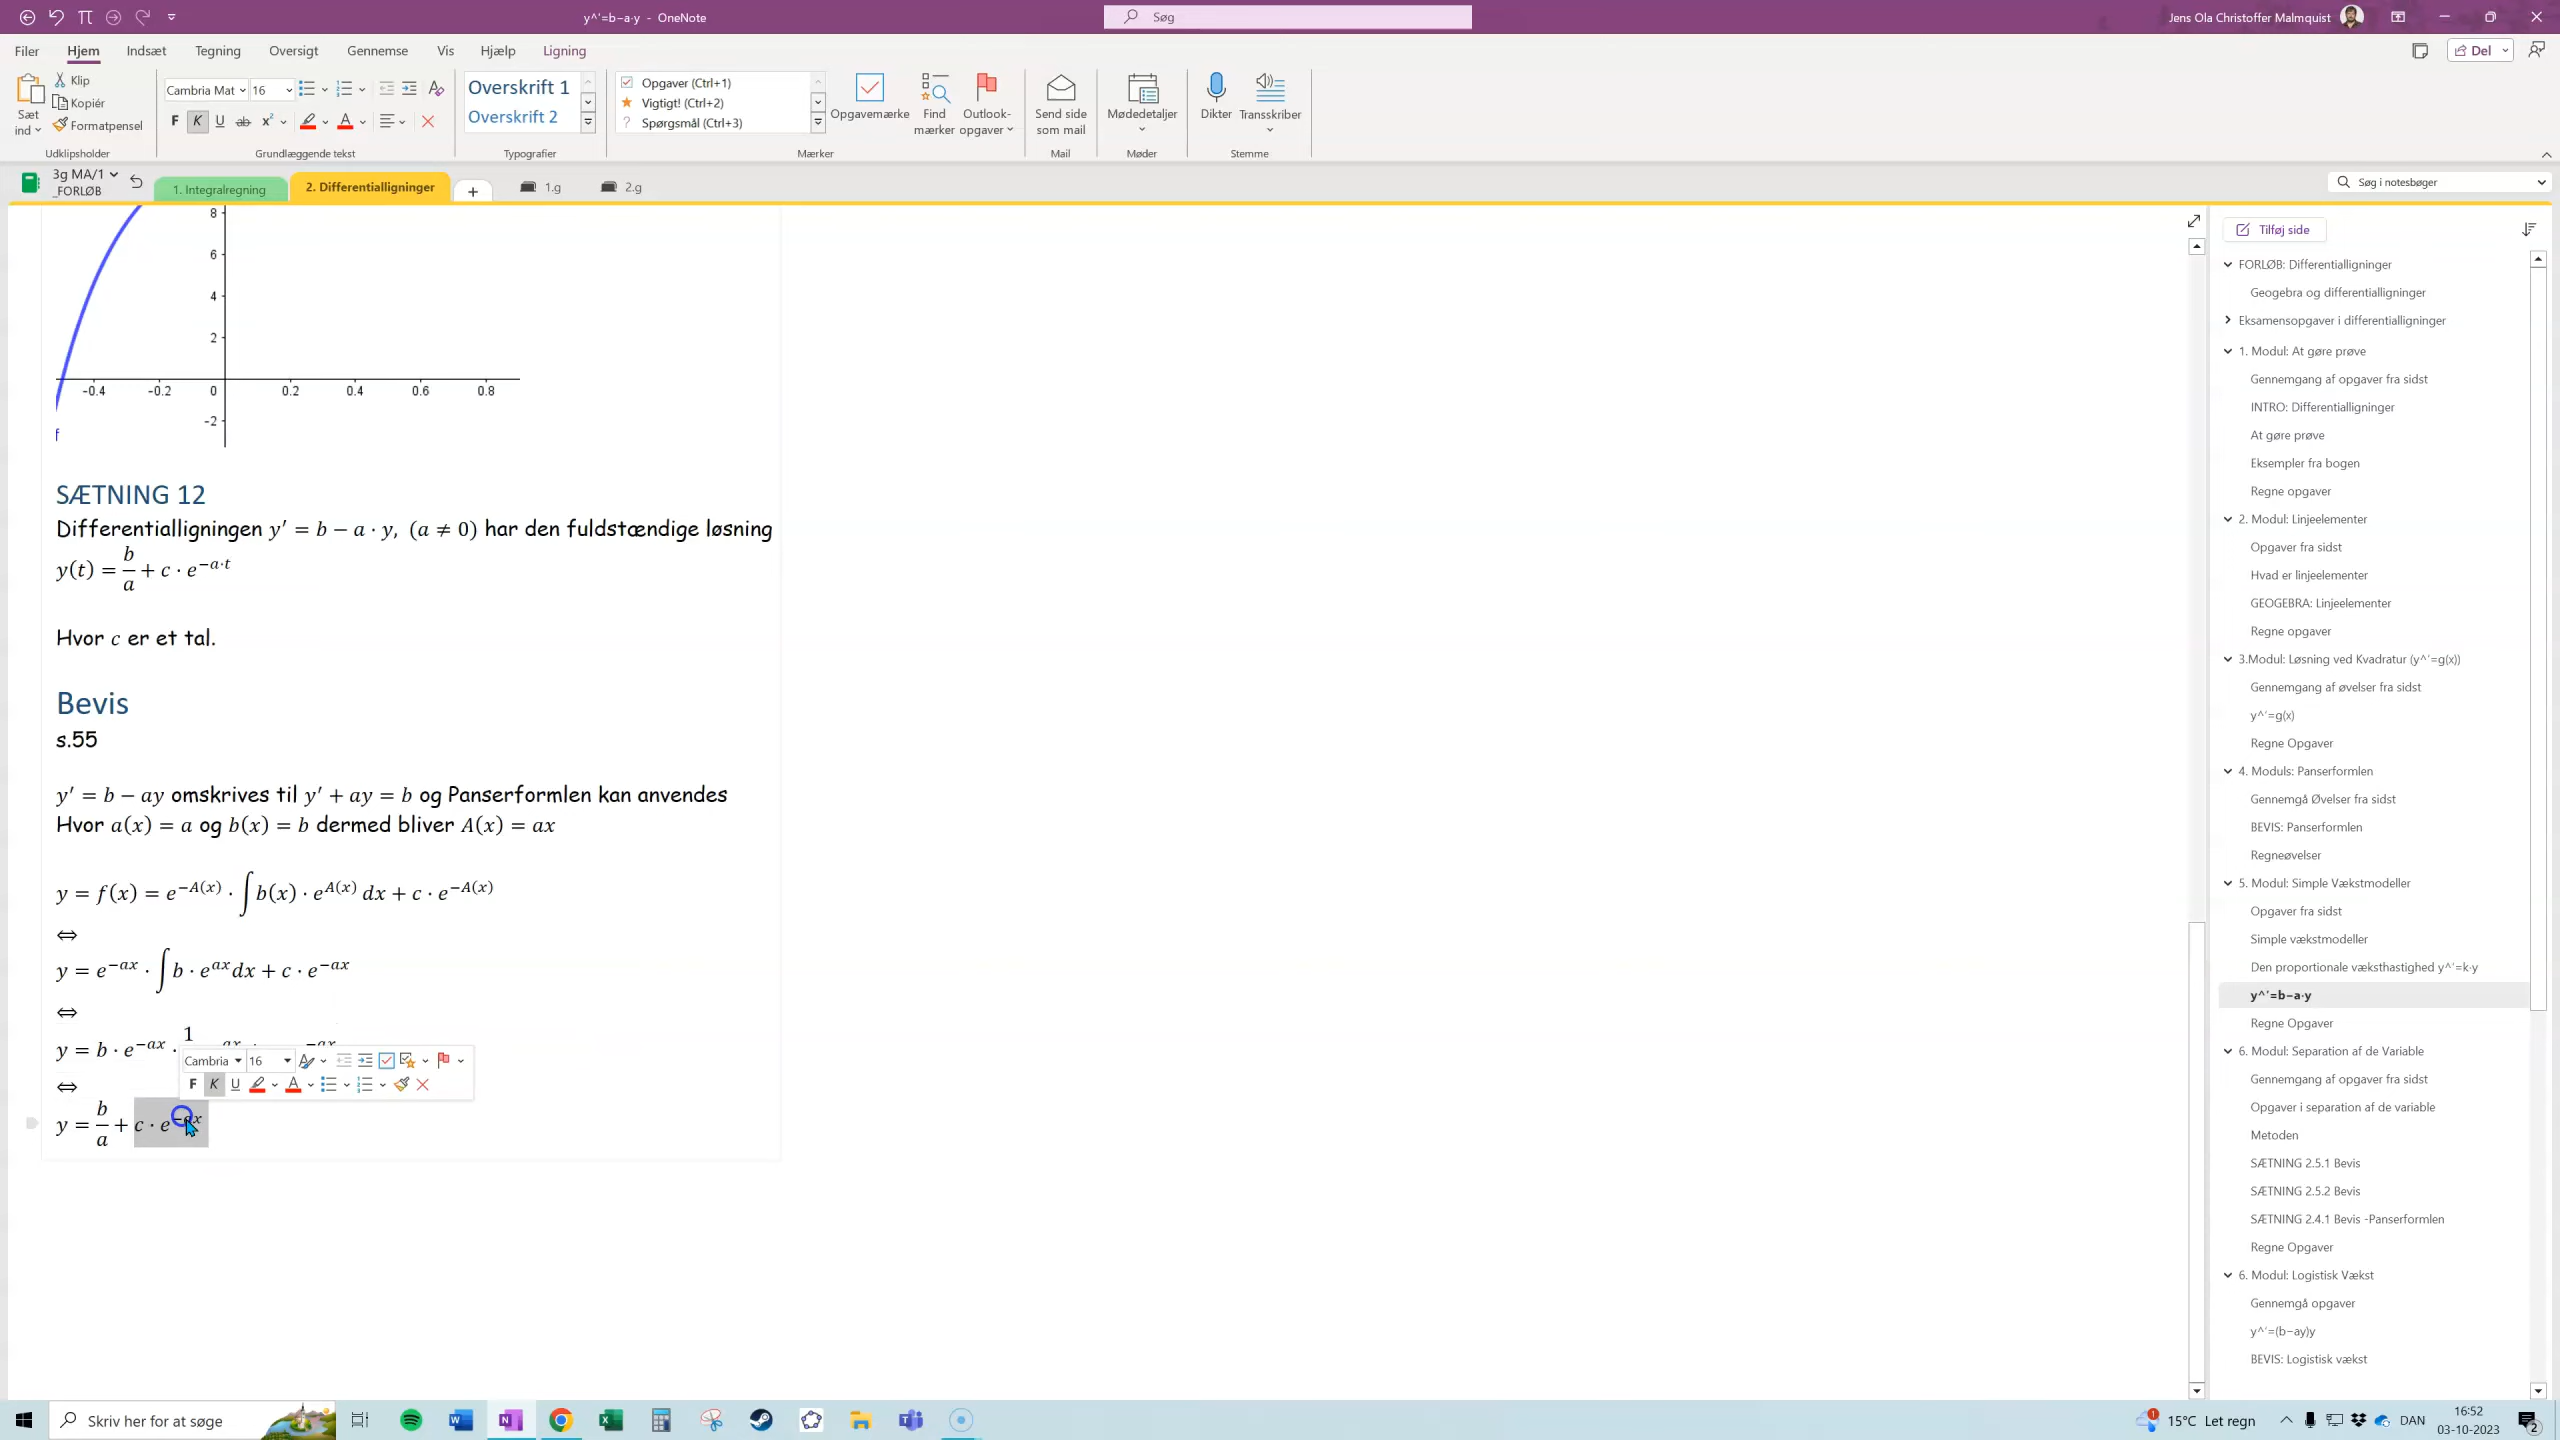 y^'=b−a·y - OneNote
Søg
Jens Ola Christoffer Malmquist
Filer Hjem Indsæt Tegning Oversigt Gennemse Vis Hjælp Ligning
Del
Sæt ind
Klip
Kopiér
Formatpensel
Udklipsholder
Cambria Mat 16
F K U ab x²
Grundlæggende tekst
Overskrift 1
Overskrift 2
Typografier
Opgaver (Ctrl+1)
Vigtigt! (Ctrl+2)
Spørgsmål (Ctrl+3)
Opgavemærke
Find mærker
Outlook-opgaver
Mærker
Send side som mail
Mail
Mødedetaljer
Møder
Dikter
Transskriber
Stemme
3g MA/1 _FORLØB
1. Integralregning
2. Differentialligninger
+
1.g
2.g
Søg i notesbøger
8
6
4
2
-0.4 -0.2 0 0.2 0.4 0.6 0.8
-2
f
SÆTNING 12
Differentialligningen y′ = b − a · y, (a ≠ 0) har den fuldstændige løsning
y(t) = b/a + c · e^(−a·t)
Hvor c er et tal.
Bevis
s.55
y′ = b − ay omskrives til y′ + ay = b og Panserformlen kan anvendes
Hvor a(x) = a og b(x) = b dermed bliver A(x) = ax
y = f(x) = e^(−A(x)) · ∫ b(x) · e^(A(x)) dx + c · e^(−A(x))
⇔
y = e^(−ax) · ∫ b · e^(ax) dx + c · e^(−ax)
⇔
y = b · e^(−ax) · 1
Cambria 16
F K U
⇔
y = b/a + c · e^(−ax)
Tilføj side
FORLØB: Differentialligninger
Geogebra og differentialligninger
Eksamensopgaver i differentialligninger
1. Modul: At gøre prøve
Gennemgang af opgaver fra sidst
INTRO: Differentialligninger
At gøre prøve
Eksempler fra bogen
Regne opgaver
2. Modul: Linjeelementer
Opgaver fra sidst
Hvad er linjeelementer
GEOGEBRA: Linjeelementer
Regne opgaver
3.Modul: Løsning ved Kvadratur (y^'=g(x))
Gennemgang af øvelser fra sidst
y^'=g(x)
Regne Opgaver
4. Moduls: Panserformlen
Gennemgå Øvelser fra sidst
BEVIS: Panserformlen
Regneøvelser
5. Modul: Simple Vækstmodeller
Opgaver fra sidst
Simple vækstmodeller
Den proportionale væksthastighed y^'=k·y
y^'=b−a·y
Regne Opgaver
6. Modul: Separation af de Variable
Gennemgang af opgaver fra sidst
Opgaver i separation af de variable
Metoden
SÆTNING 2.5.1 Bevis
SÆTNING 2.5.2 Bevis
SÆTNING 2.4.1 Bevis -Panserformlen
Regne Opgaver
6. Modul: Logistisk Vækst
Gennemgå opgaver
y^'=(b−ay)y
BEVIS: Logistisk vækst
Skriv her for at søge
1
15°C Let regn
DAN
16:52
03-10-2023
2